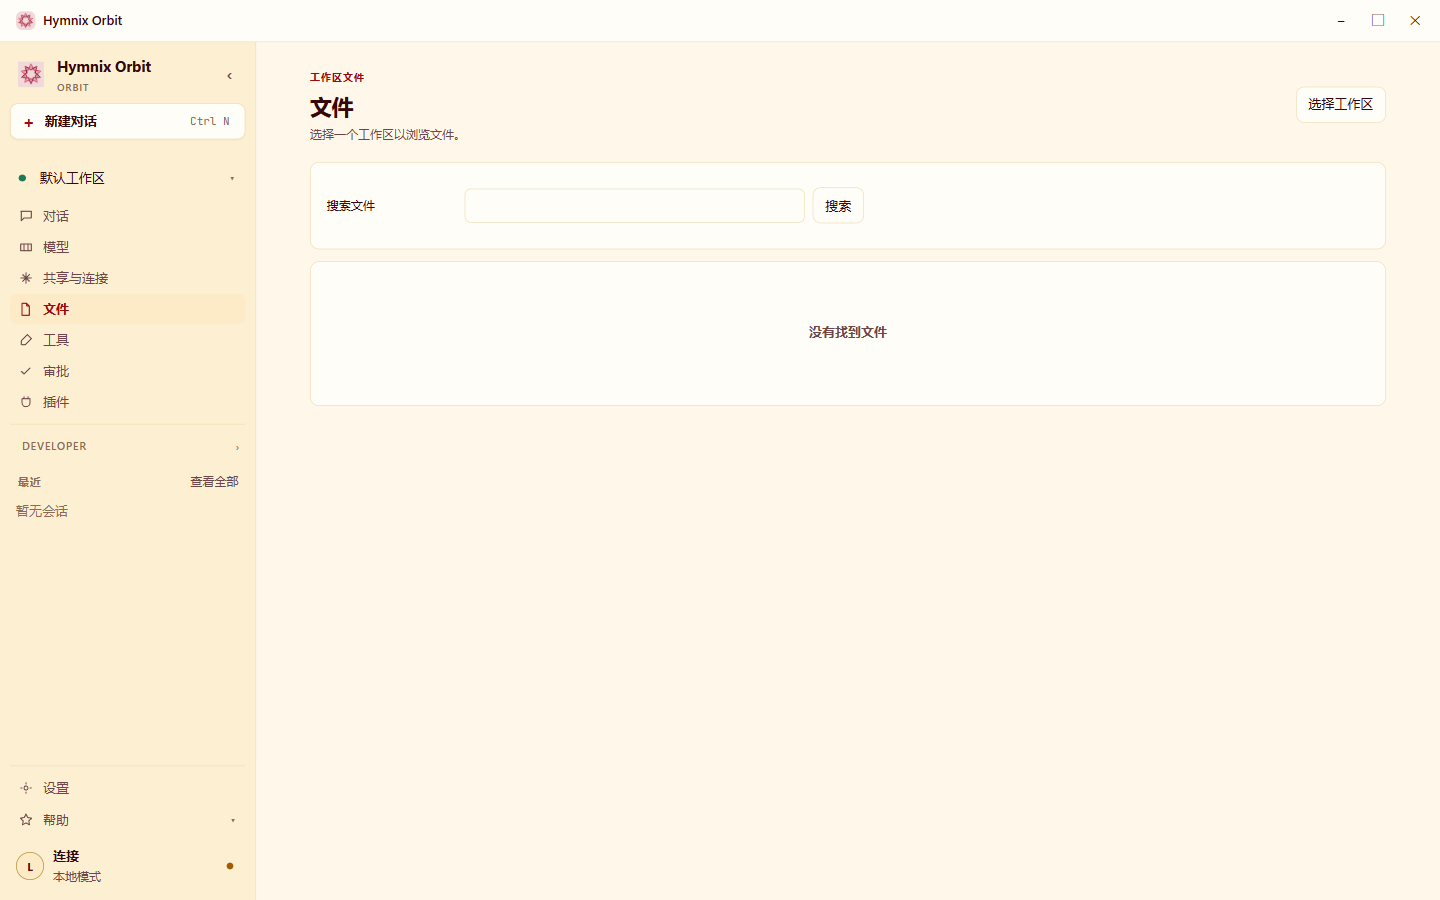 Hymnix Orbit
Hymnix Orbit
ORBIT
新建对话 Ctrl N
默认工作区
对话
模型
共享与连接
文件
工具
审批
插件
DEVELOPER
最近 查看全部
暂无会话
设置
帮助
L
连接
本地模式
工作区文件
文件
选择一个工作区以浏览文件。
选择工作区
搜索文件
搜索
没有找到文件